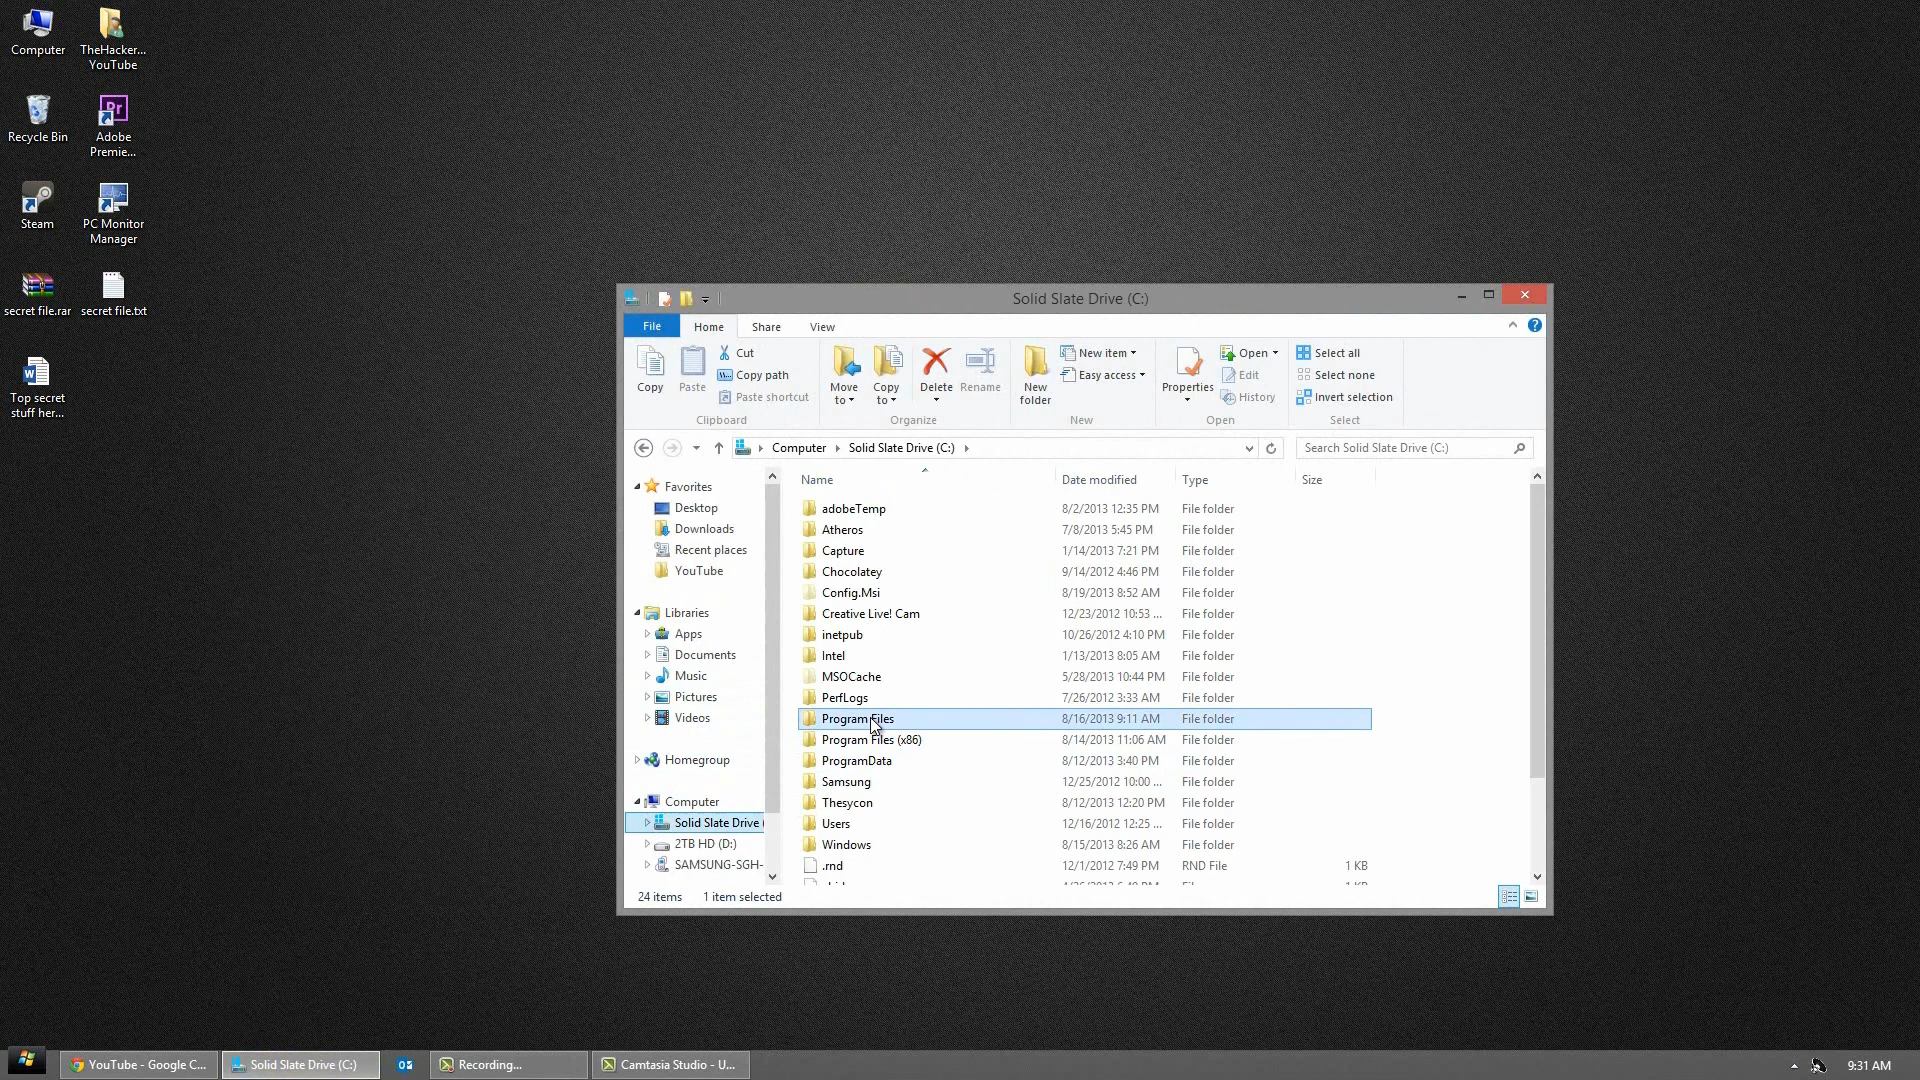 Computer
TheHacker...
YouTube
Recycle Bin
Adobe
Premie...
Steam
PC Monitor
Manager
secret file.rar
secret file.txt
Top secret
stuff her...
Solid Slate Drive (C:)
File
Home
Share
View
Copy
Paste
Cut
Copy path
Paste shortcut
Clipboard
Move
to
Copy
to
Delete
Rename
Organize
New
folder
New item
Easy access
New
Properties
Open
Edit
History
Open
Select all
Select none
Invert selection
Select
Computer
Solid Slate Drive (C:)
Search Solid Slate Drive (C:)
Favorites
Desktop
Downloads
Recent places
YouTube
Libraries
Apps
Documents
Music
Pictures
Videos
Homegroup
Computer
Solid Slate Drive (
2TB HD (D:)
SAMSUNG-SGH-
Name Date modified Type Size
adobeTemp 8/2/2013 12:35 PM File folder
Atheros 7/8/2013 5:45 PM File folder
Capture 1/14/2013 7:21 PM File folder
Chocolatey 9/14/2012 4:46 PM File folder
Config.Msi 8/19/2013 8:52 AM File folder
Creative Live! Cam 12/23/2012 10:53 ... File folder
inetpub 10/26/2012 4:10 PM File folder
Intel 1/13/2013 8:05 AM File folder
MSOCache 5/28/2013 10:44 PM File folder
PerfLogs 7/26/2012 3:33 AM File folder
Program Files 8/16/2013 9:11 AM File folder
Program Files (x86) 8/14/2013 11:06 AM File folder
ProgramData 8/12/2013 3:40 PM File folder
Samsung 12/25/2012 10:00 ... File folder
Thesycon 8/12/2013 12:20 PM File folder
Users 12/16/2012 12:25 ... File folder
Windows 8/15/2013 8:26 AM File folder
.rnd 12/1/2012 7:49 PM RND File 1 KB
24 items 1 item selected
YouTube - Google C...
Solid Slate Drive (C:)
Recording...
Camtasia Studio - U...
9:31 AM